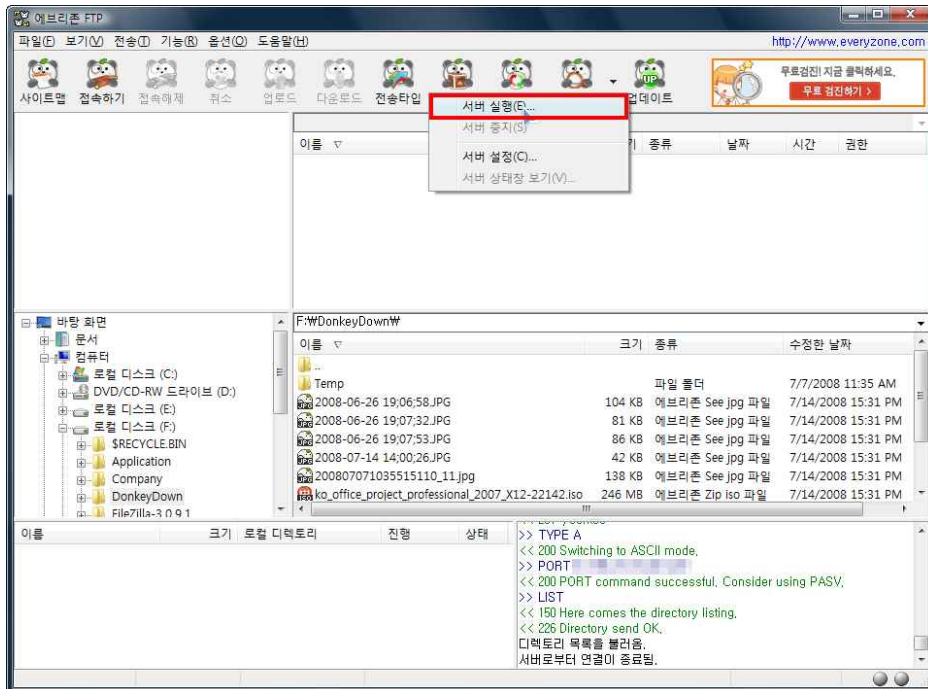 에브리존 FTP
파일(F) 보기(V) 전송(T) 기능(R) 옵션(O) 도움말(H) http://www.everyzone.com
사이트맵 접속하기 접속해제 취소 업로드 다운로드 전송타입 업데이트
UP
무료검진! 지금 클릭하세요.
무료 검진하기 >
서버 실행(E)...
서버 중지(S)
서버 설정(C)...
서버 상태창 보기(V)...
이름 종류 날짜 시간 권한
바탕 화면
문서
컴퓨터
로컬 디스크 (C:)
DVD/CD-RW 드라이브 (D:)
로컬 디스크 (E:)
로컬 디스크 (F:)
$RECYCLE.BIN
Application
Company
DonkeyDown
FileZilla-3.0.9.1
F:₩DonkeyDown₩
이름 크기 종류 수정한 날짜
..
Temp 파일 폴더 7/7/2008 11:35 AM
2008-06-26 19;06;58.JPG 104 KB 에브리존 See jpg 파일 7/14/2008 15:31 PM
2008-06-26 19;07;32.JPG 81 KB 에브리존 See jpg 파일 7/14/2008 15:31 PM
2008-06-26 19;07;53.JPG 86 KB 에브리존 See jpg 파일 7/14/2008 15:31 PM
2008-07-14 14;00;26.JPG 42 KB 에브리존 See jpg 파일 7/14/2008 15:31 PM
200807071035515110_11.jpg 138 KB 에브리존 See jpg 파일 7/14/2008 15:31 PM
ko_office_project_professional_2007_X12-22142.iso 246 MB 에브리존 Zip iso 파일 7/14/2008 15:31 PM
이름 크기 로컬 디렉토리 진행 상태
>> TYPE A
<< 200 Switching to ASCII mode.
>> PORT
<< 200 PORT command successful. Consider using PASV.
>> LIST
<< 150 Here comes the directory listing.
<< 226 Directory send OK.
디렉토리 목록을 불러옴.
서버로부터 연결이 종료됨.